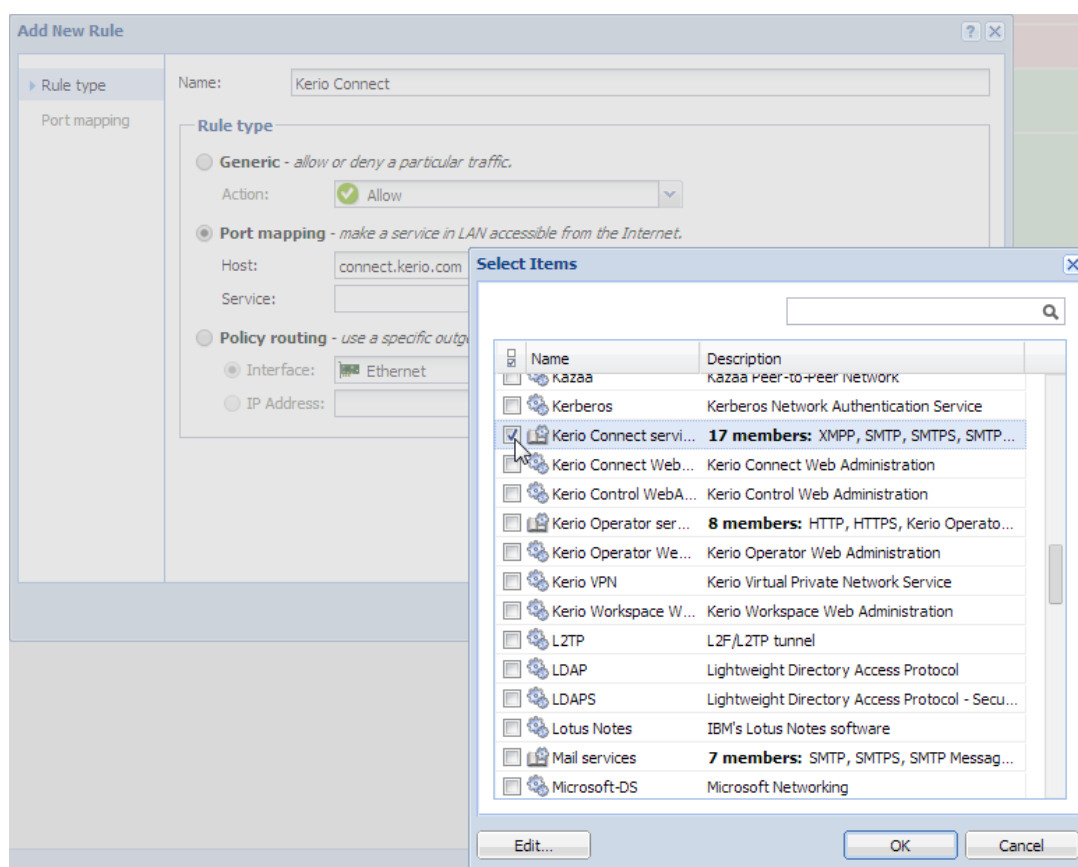 Add New Rule
Rule type
Port mapping
Name: Kerio Connect
Rule type
Generic - allow or deny a particular traffic.
Action: Allow
Port mapping - make a service in LAN accessible from the Internet.
Host: connect.kerio.com
Service:
Policy routing - use a specific outg
Interface: Ethernet
IP Address:
Select Items
Name Description
Kazaa Kazaa Peer-to-Peer Network
Kerberos Kerberos Network Authentication Service
Kerio Connect servi... 17 members: XMPP, SMTP, SMTPS, SMTP...
Kerio Connect Web... Kerio Connect Web Administration
Kerio Control WebA... Kerio Control Web Administration
Kerio Operator ser... 8 members: HTTP, HTTPS, Kerio Operato...
Kerio Operator We... Kerio Operator Web Administration
Kerio VPN Kerio Virtual Private Network Service
Kerio Workspace W... Kerio Workspace Web Administration
L2TP L2F/L2TP tunnel
LDAP Lightweight Directory Access Protocol
LDAPS Lightweight Directory Access Protocol - Secu...
Lotus Notes IBM's Lotus Notes software
Mail services 7 members: SMTP, SMTPS, SMTP Messag...
Microsoft-DS Microsoft Networking
Edit... OK Cancel